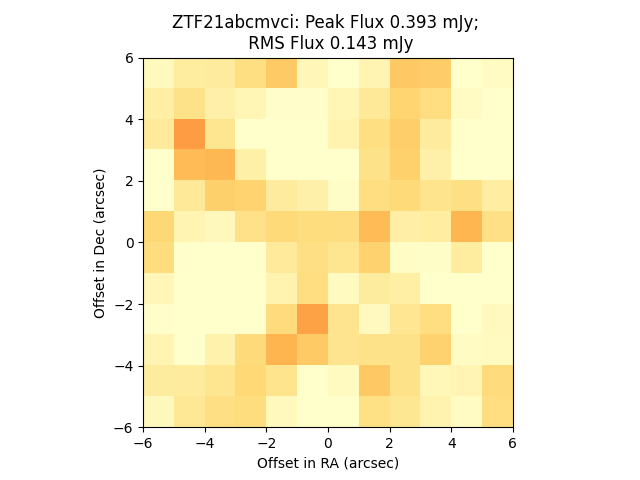 ZTF21abcmvci: Peak Flux 0.393 mJy;
RMS Flux 0.143 mJy
6
4
2
0
−2
−4
−6
Offset in Dec (arcsec)
−6 −4 −2 0 2 4 6
Offset in RA (arcsec)